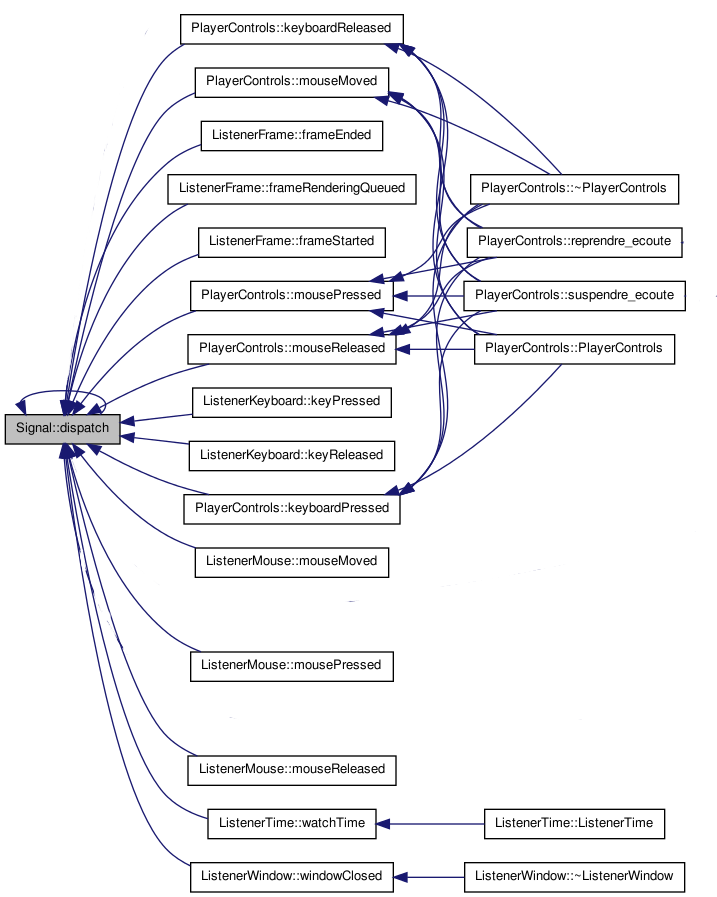 PlayerControls::keyboardReleased
PlayerControls::mouseMoved
ListenerFrame::frameEnded
ListenerFrame::frameRenderingQueued
PlayerControls::~PlayerControls
ListenerFrame::frameStarted
PlayerControls::reprendre_ecoute
PlayerControls::mousePressed
PlayerControls::suspendre_ecoute
PlayerControls::mouseReleased
PlayerControls::PlayerControls
ListenerKeyboard::keyPressed
Signal::dispatch
ListenerKeyboard::keyReleased
PlayerControls::keyboardPressed
ListenerMouse::mouseMoved
ListenerMouse::mousePressed
ListenerMouse::mouseReleased
ListenerTime::watchTime
ListenerTime::ListenerTime
ListenerWindow::windowClosed
ListenerWindow::~ListenerWindow